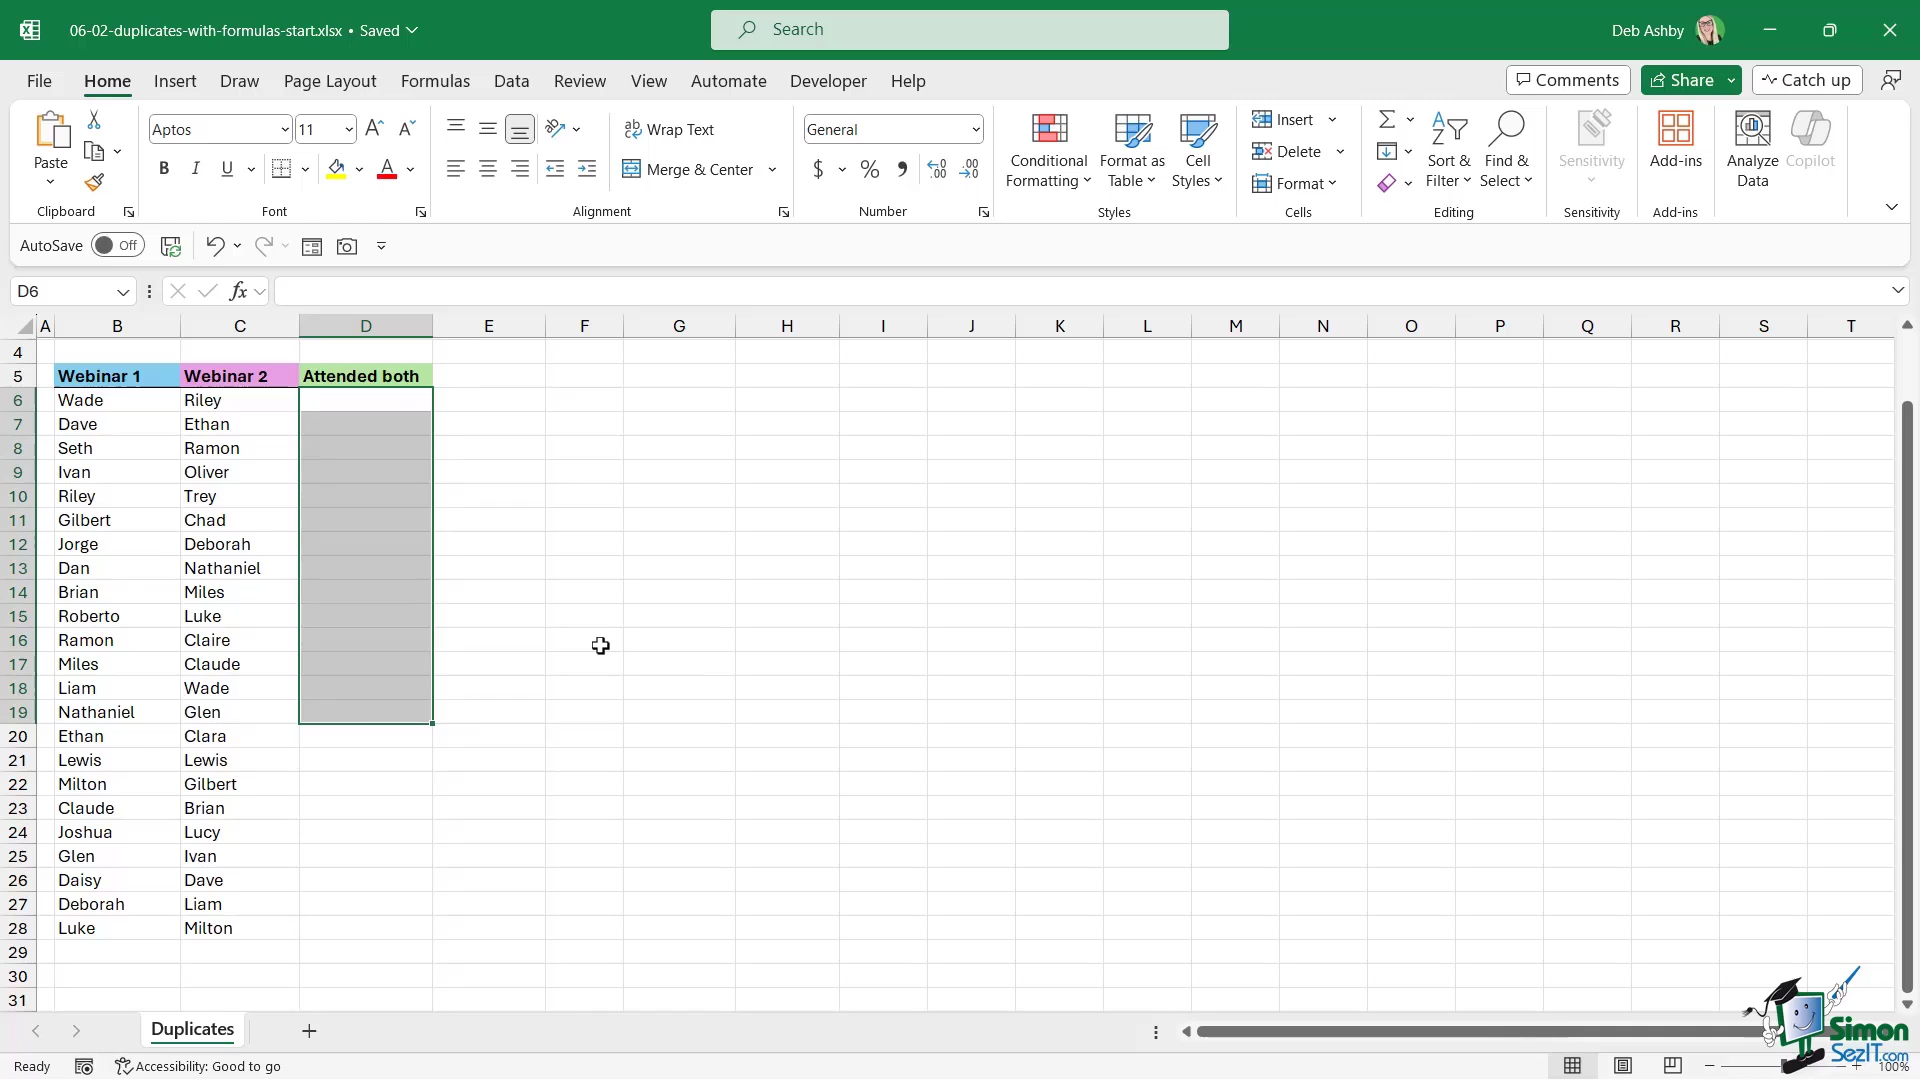 06-02-duplicates-with-formulas-start.xlsx • Saved
Search
Deb Ashby
File Home Insert Draw Page Layout Formulas Data Review View Automate Developer Help
Comments Share Catch up
Paste
Clipboard
Aptos 11
B I U
Font
Wrap Text
Merge & Center
Alignment
General
$ % 9 .00
Number
Conditional Formatting
Format as Table
Cell Styles
Styles
Insert
Delete
Format
Cells
Sort & Filter
Find & Select
Editing
Sensitivity
Sensitivity
Add-ins
Add-ins
Analyze Data
Copilot
AutoSave Off
D6 fx
A B C D E F G H I J K L M N O P Q R S T
4
5 Webinar 1 Webinar 2 Attended both
6 Wade Riley
7 Dave Ethan
8 Seth Ramon
9 Ivan Oliver
10 Riley Trey
11 Gilbert Chad
12 Jorge Deborah
13 Dan Nathaniel
14 Brian Miles
15 Roberto Luke
16 Ramon Claire
17 Miles Claude
18 Liam Wade
19 Nathaniel Glen
20 Ethan Clara
21 Lewis Lewis
22 Milton Gilbert
23 Claude Brian
24 Joshua Lucy
25 Glen Ivan
26 Daisy Dave
27 Deborah Liam
28 Luke Milton
29
30
31
Duplicates
Simon
SezIT.com
Ready Accessibility: Good to go 100%